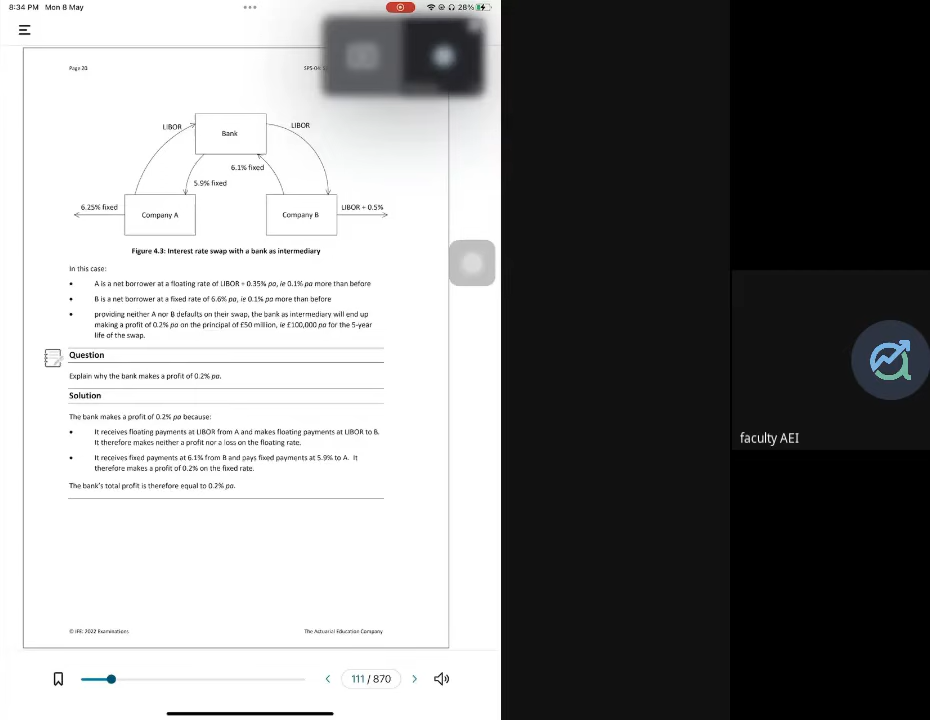 8:34 PM Mon 8 May
28%
Page 20
LIBOR
Bank
LIBOR
6.1% fixed
5.9% fixed
6.25% fixed
Company A
Company B
LIBOR + 0.5%
Figure 4.3: Interest rate swap with a bank as intermediary
In this case:
• A is a net borrower at a floating rate of LIBOR + 0.35% pa, ie 0.1% pa more than before
• B is a net borrower at a fixed rate of 6.6% pa, ie 0.1% pa more than before
• providing neither A nor B defaults on their swap, the bank as intermediary will end up
making a profit of 0.2% pa on the principal of £50 million, ie £100,000 pa for the 5-year
life of the swap.
Question
Explain why the bank makes a profit of 0.2% pa.
Solution
The bank makes a profit of 0.2% pa because:
• It receives floating payments at LIBOR from A and makes floating payments at LIBOR to B.
It therefore makes neither a profit nor a loss on the floating rate.
• It receives fixed payments at 6.1% from B and pays fixed payments at 5.9% to A. It
therefore makes a profit of 0.2% on the fixed rate.
The bank's total profit is therefore equal to 0.2% pa.
© IFE: 2022 Examinations
The Actuarial Education Company
111 / 870
faculty AEI